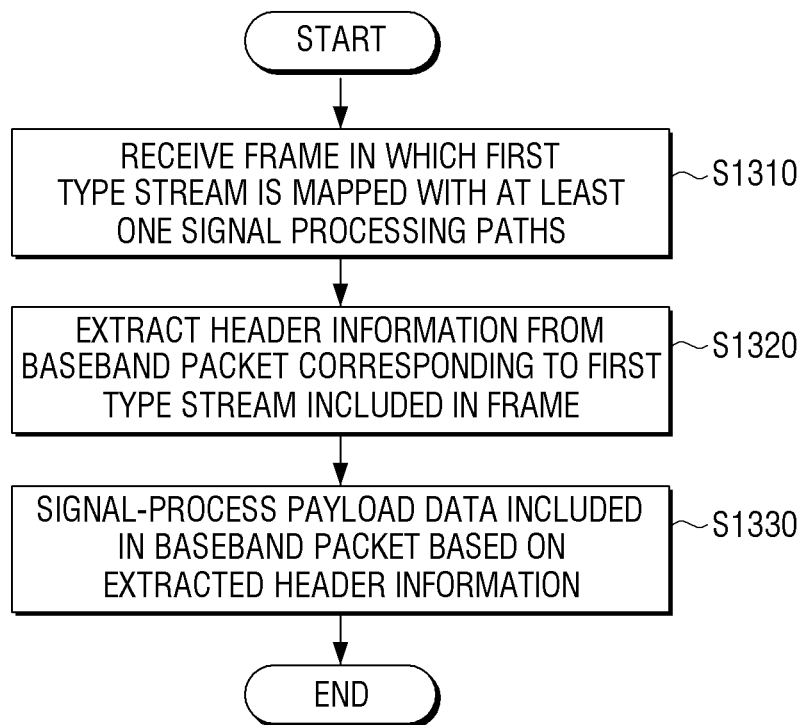 START
RECEIVE FRAME IN WHICH FIRST
TYPE STREAM IS MAPPED WITH AT LEAST
ONE SIGNAL PROCESSING PATHS
S1310
EXTRACT HEADER INFORMATION FROM
BASEBAND PACKET CORRESPONDING TO FIRST
TYPE STREAM INCLUDED IN FRAME
S1320
SIGNAL-PROCESS PAYLOAD DATA INCLUDED
IN BASEBAND PACKET BASED ON
EXTRACTED HEADER INFORMATION
S1330
END